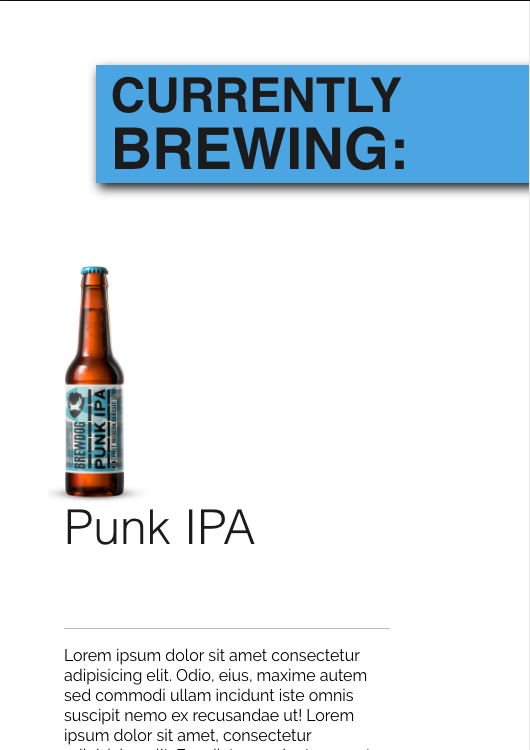 CURRENTLY
BREWING:
BREWDOG
PUNK IPA
Punk IPA
Lorem ipsum dolor sit amet consectetur
adipisicing elit. Odio, eius, maxime autem
sed commodi ullam incidunt iste omnis
suscipit nemo ex recusandae ut! Lorem
ipsum dolor sit amet, consectetur